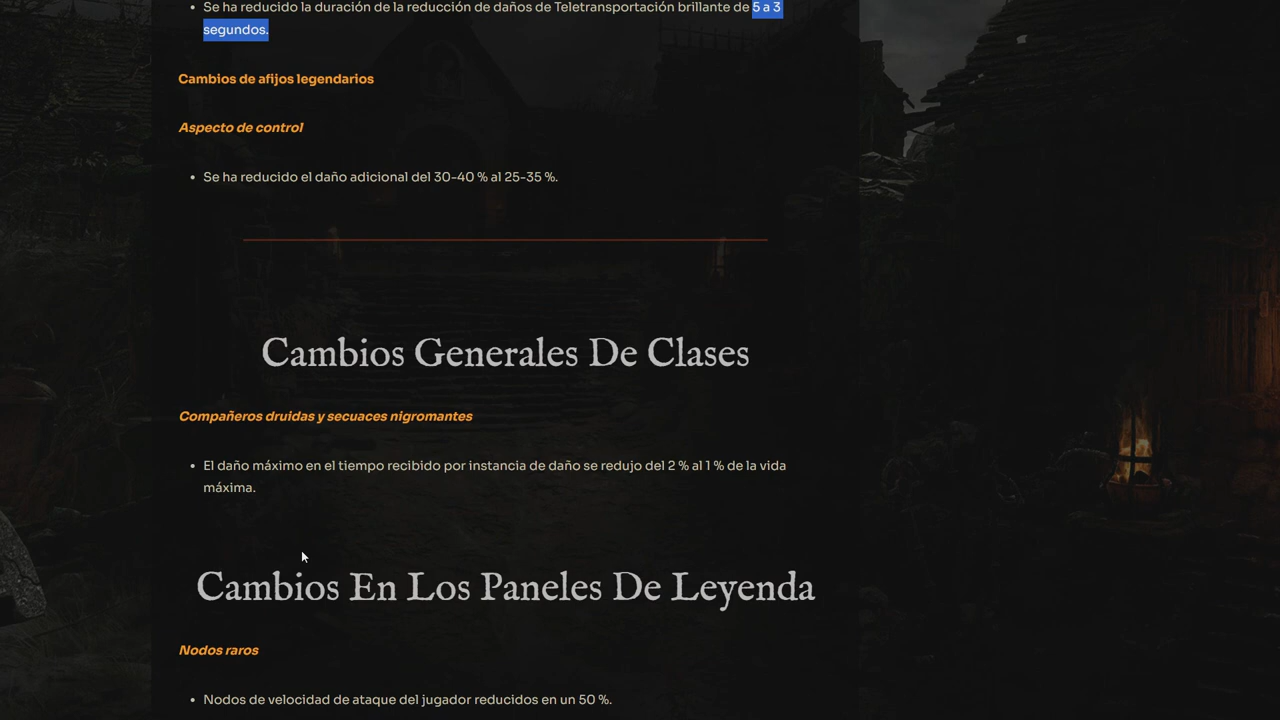 • Se ha reducido la duración de la reducción de daños de Teletransportación brillante de 5 a 3
segundos.
Cambios de afijos legendarios
Aspecto de control
• Se ha reducido el daño adicional del 30-40 % al 25-35 %.
Cambios Generales De Clases
Compañeros druidas y secuaces nigromantes
• El daño máximo en el tiempo recibido por instancia de daño se redujo del 2 % al 1 % de la vida
máxima.
Cambios En Los Paneles De Leyenda
Nodos raros
• Nodos de velocidad de ataque del jugador reducidos en un 50 %.